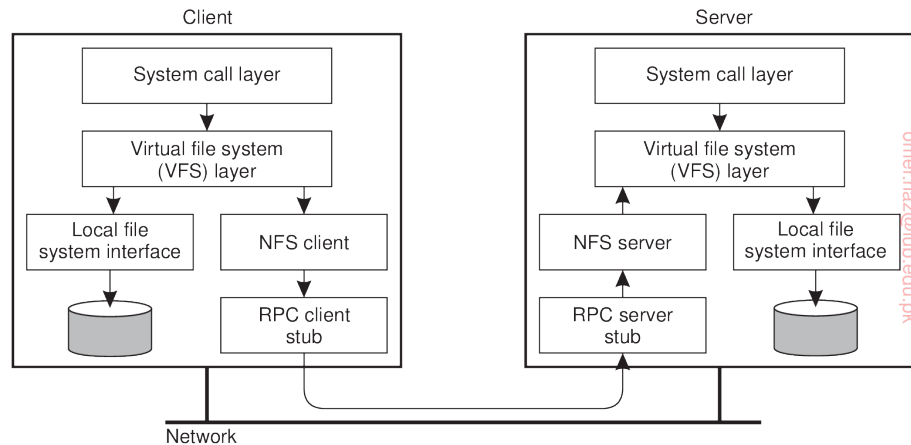 Client
Server
System call layer
System call layer
Virtual file system
(VFS) layer
Virtual file system
(VFS) layer
Local file
system interface
NFS client
NFS server
Local file
system interface
RPC client
stub
RPC server
stub
Network